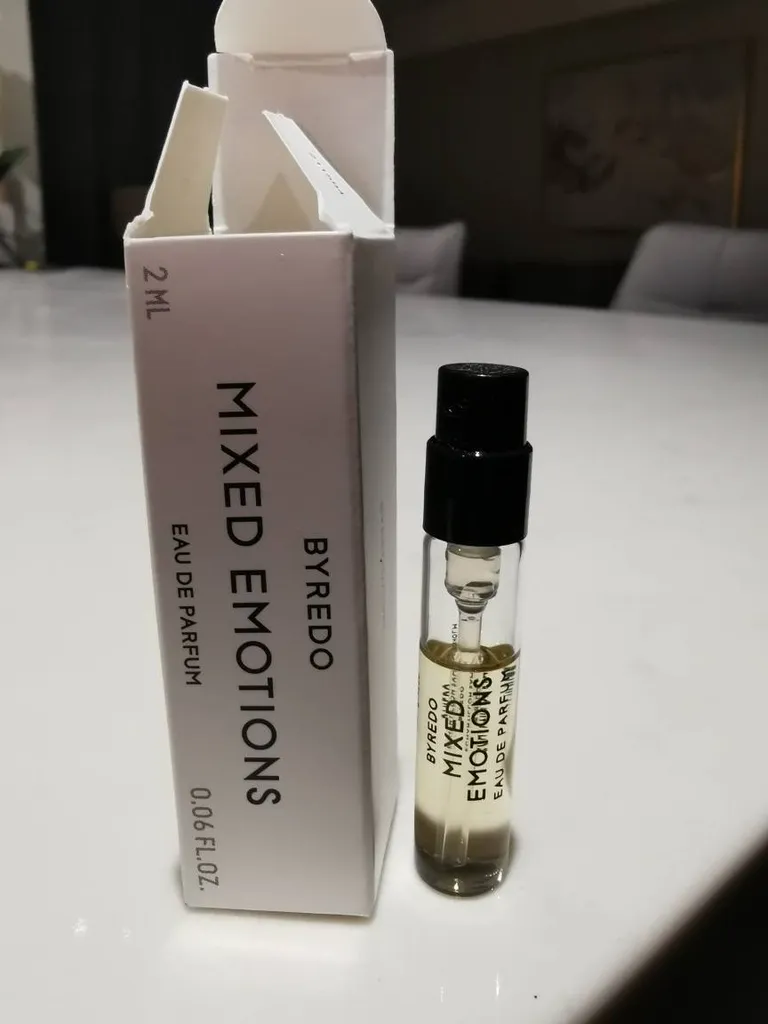 BYREDO
MIXED EMOTIONS
EAU DE PARFUM
2 ML
0.06 FL.OZ.
BYREDO
MIXED
EMOTIONS
EAU DE PARFUM